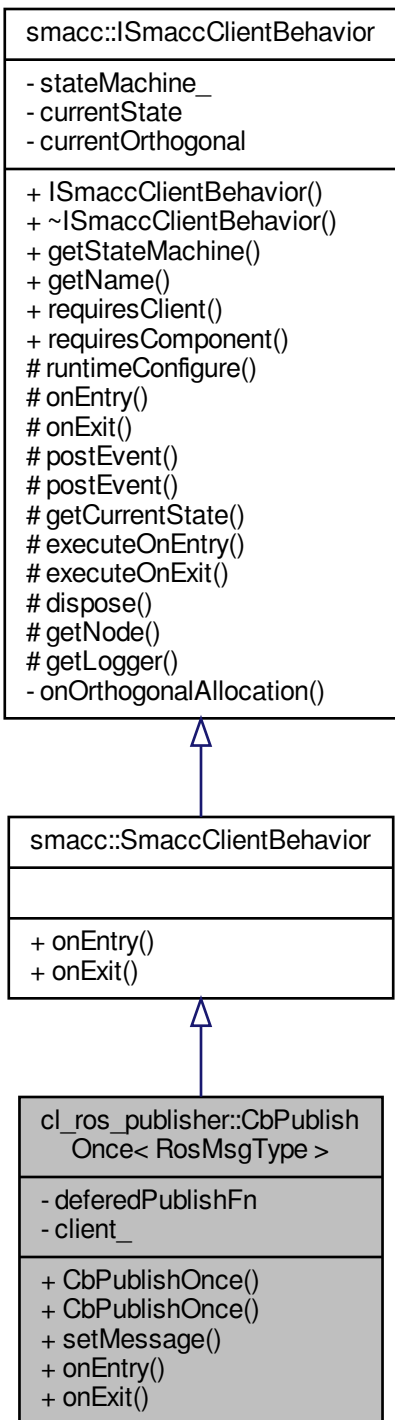 smacc::ISmaccClientBehavior
- stateMachine_
- currentState
- currentOrthogonal
+ ISmaccClientBehavior()
+ ~ISmaccClientBehavior()
+ getStateMachine()
+ getName()
+ requiresClient()
+ requiresComponent()
# runtimeConfigure()
# onEntry()
# onExit()
# postEvent()
# postEvent()
# getCurrentState()
# executeOnEntry()
# executeOnExit()
# dispose()
# getNode()
# getLogger()
- onOrthogonalAllocation()
smacc::SmaccClientBehavior
+ onEntry()
+ onExit()
cl_ros_publisher::CbPublish
Once< RosMsgType >
- deferedPublishFn
- client_
+ CbPublishOnce()
+ CbPublishOnce()
+ setMessage()
+ onEntry()
+ onExit()